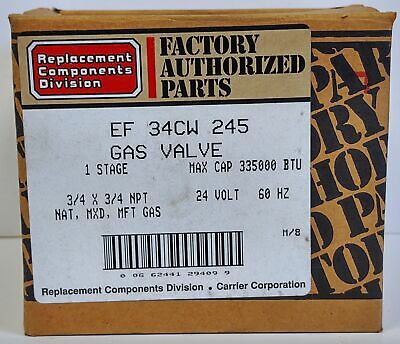 Replacement
Components
Division
FACTORY
AUTHORIZED
PARTS
EF 34CW 245
GAS VALVE
1 STAGE MAX CAP 335000 BTU
3/4 X 3/4 NPT 24 VOLT 60 HZ
NAT, MXD, MFT GAS
M/B
0 06 62441 29409 9
Replacement Components Division . Carrier Corporation